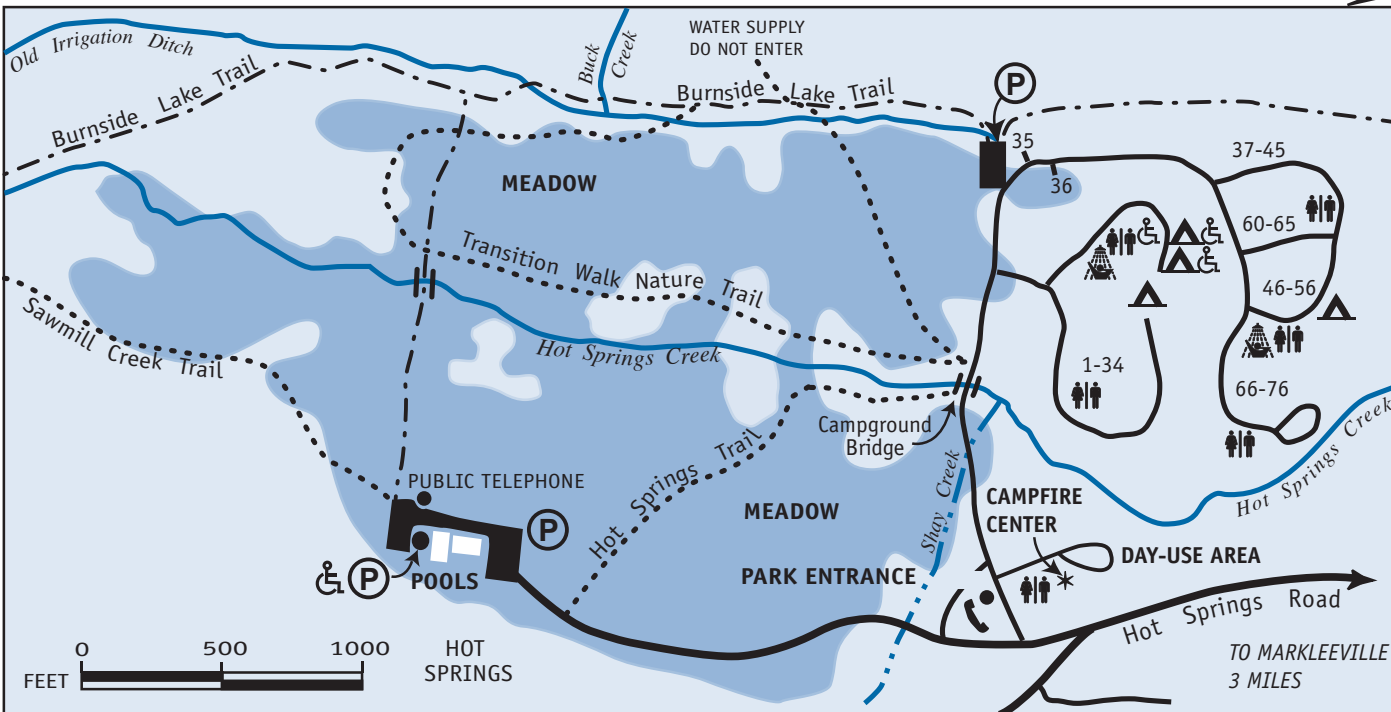 Old Irrigation Ditch
Burnside Lake Trail
Buck
Creek
WATER SUPPLY
DO NOT ENTER
Burnside Lake Trail
P
35
36
37-45
60-65
46-56
1-34
66-76
MEADOW
Transition Walk Nature Trail
Hot Springs Creek
Sawmill Creek Trail
Campground
Bridge
Hot Springs Creek
PUBLIC TELEPHONE
P
P
POOLS
Hot Springs Trail
MEADOW
Shay Creek
CAMPFIRE
CENTER
PARK ENTRANCE
DAY-USE AREA
Hot Springs Road
0 500 1000
FEET
HOT
SPRINGS
TO MARKLEEVILLE
3 MILES